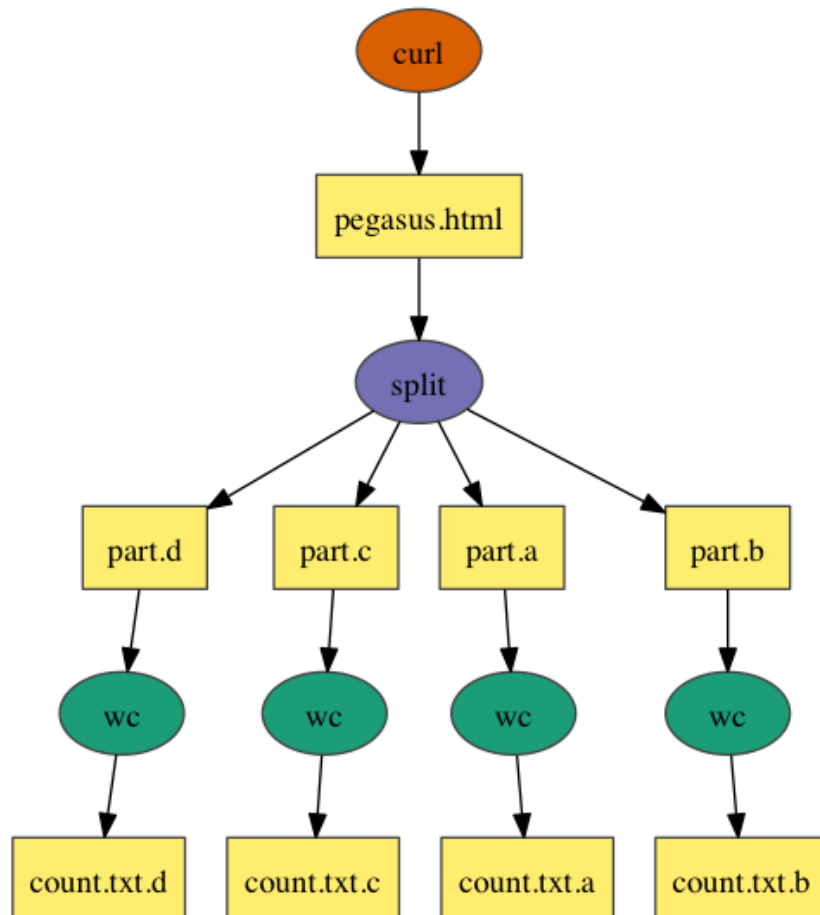 curl
pegasus.html
split
part.d
part.c
part.a
part.b
wc
wc
wc
wc
count.txt.d
count.txt.c
count.txt.a
count.txt.b